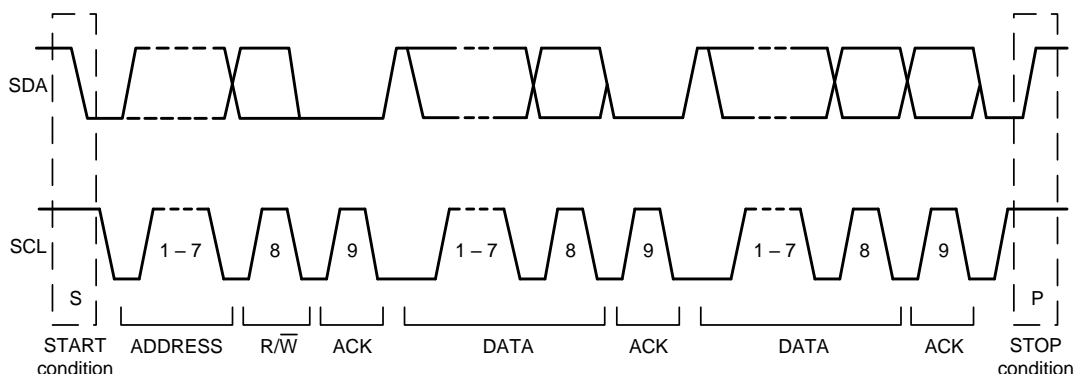 SDA
SCL
1 – 7 8 9 1 – 7 8 9 1 – 7 8 9
S P
START condition ADDRESS R/W̅ ACK DATA ACK DATA ACK STOP condition